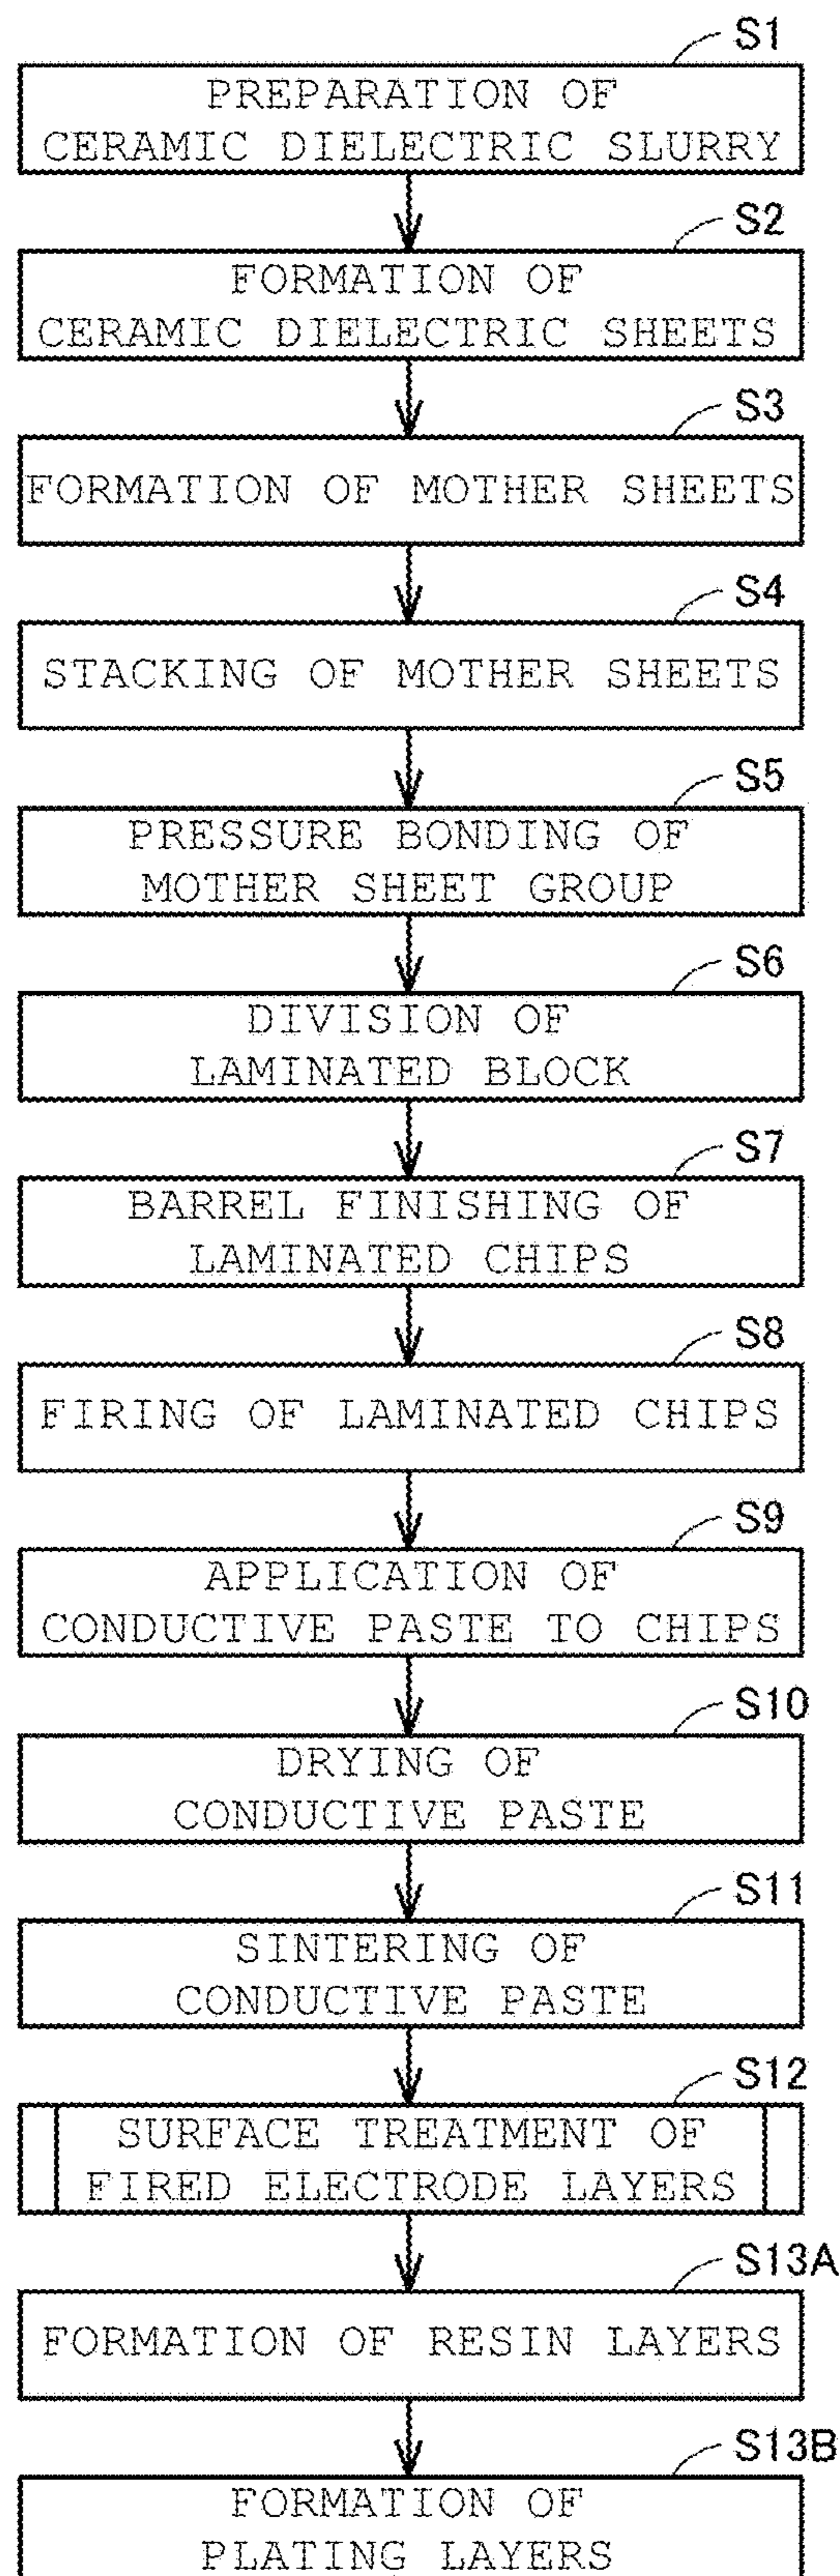 S1
PREPARATION OF
CERAMIC DIELECTRIC SLURRY
S2
FORMATION OF
CERAMIC DIELECTRIC SHEETS
S3
FORMATION OF MOTHER SHEETS
S4
STACKING OF MOTHER SHEETS
S5
PRESSURE BONDING OF
MOTHER SHEET GROUP
S6
DIVISION OF
LAMINATED BLOCK
S7
BARREL FINISHING OF
LAMINATED CHIPS
S8
FIRING OF LAMINATED CHIPS
S9
APPLICATION OF
CONDUCTIVE PASTE TO CHIPS
S10
DRYING OF
CONDUCTIVE PASTE
S11
SINTERING OF
CONDUCTIVE PASTE
S12
SURFACE TREATMENT OF
FIRED ELECTRODE LAYERS
S13A
FORMATION OF RESIN LAYERS
S13B
FORMATION OF
PLATING LAYERS